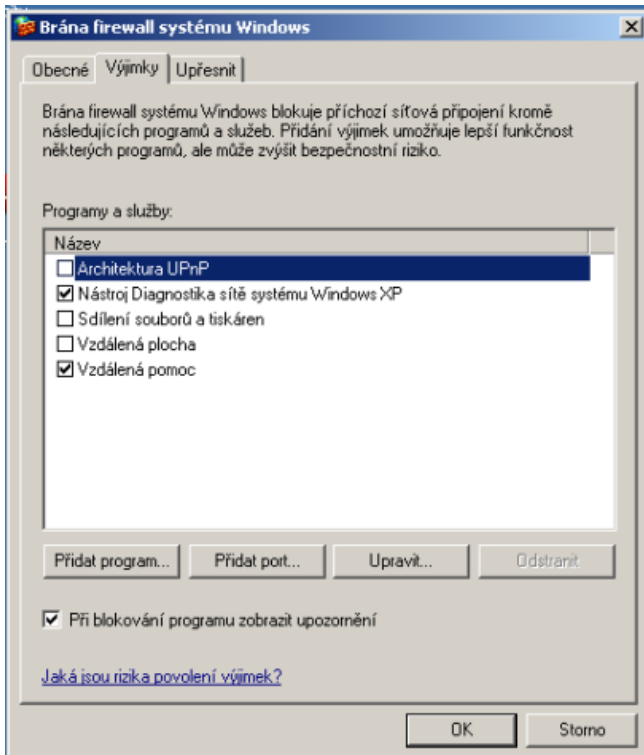 Brána firewall systému Windows
Obecné Výjimky Upřesnit
Brána firewall systému Windows blokuje příchozí síťová připojení kromě
následujících programů a služeb. Přidání výjimek umožňuje lepší funkčnost
některých programů, ale může zvýšit bezpečnostní riziko.
Programy a služby:
Název
Architektura UPnP
Nástroj Diagnostika sítě systému Windows XP
Sdílení souborů a tiskáren
Vzdálená plocha
Vzdálená pomoc
Přidat program... Přidat port... Upravit... Odstranit
Při blokování programu zobrazit upozornění
Jaká jsou rizika povolení výjimek?
OK Storno